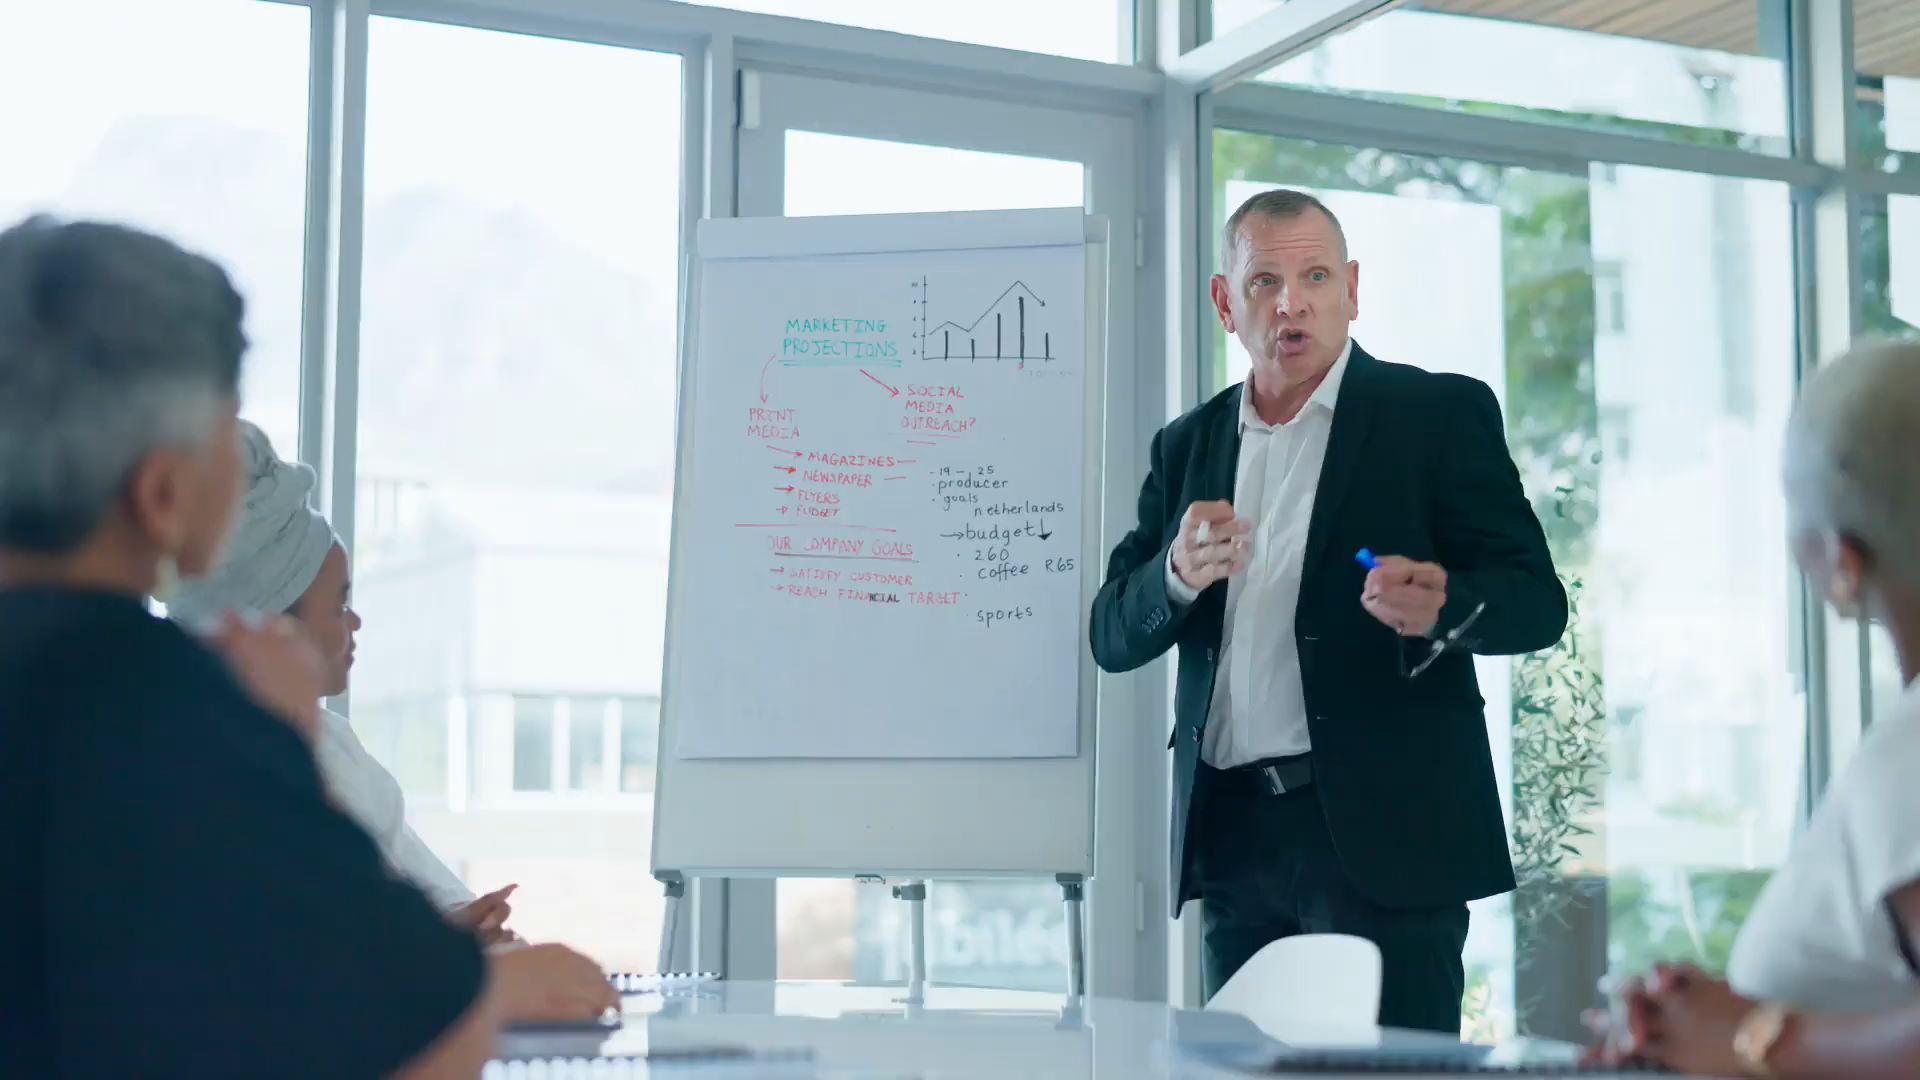 MARKETING
PROJECTIONS
SOCIAL
MEDIA
OUTREACH?
PRINT
MEDIA
MAGAZINES
NEWSPAPER
FLYERS
BUDGET
OUR COMPANY GOALS
SATISFY CUSTOMER
REACH FINANCIAL TARGET
- 19 - 25
· producer
· goals
netherlands
→ budget ↓
· 260
· coffee R65
· sports